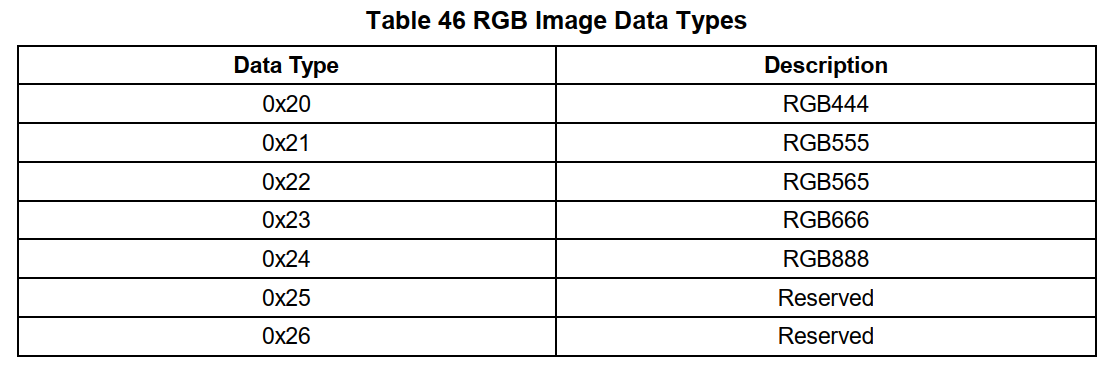 Table 46 RGB Image Data Types
Data Type Description
0x20 RGB444
0x21 RGB555
0x22 RGB565
0x23 RGB666
0x24 RGB888
0x25 Reserved
0x26 Reserved